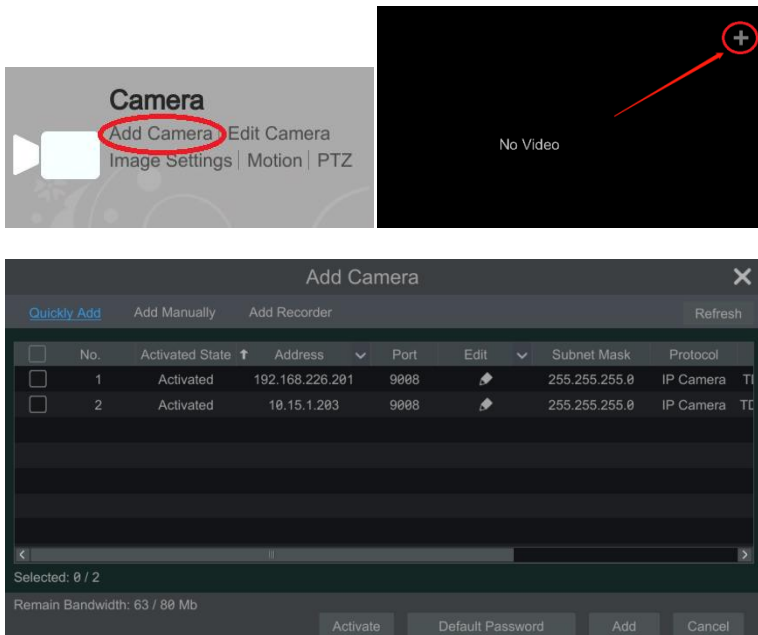 Camera
Add Camera | Edit Camera
Image Settings | Motion | PTZ
No Video
Add Camera
Quickly Add Add Manually Add Recorder Refresh
No. Activated State Address Port Edit Subnet Mask Protocol
1 Activated 192.168.226.201 9008 255.255.255.0 IP Camera
2 Activated 10.15.1.203 9008 255.255.255.0 IP Camera
Selected: 0 / 2
Remain Bandwidth: 63 / 80 Mb
Activate Default Password Add Cancel